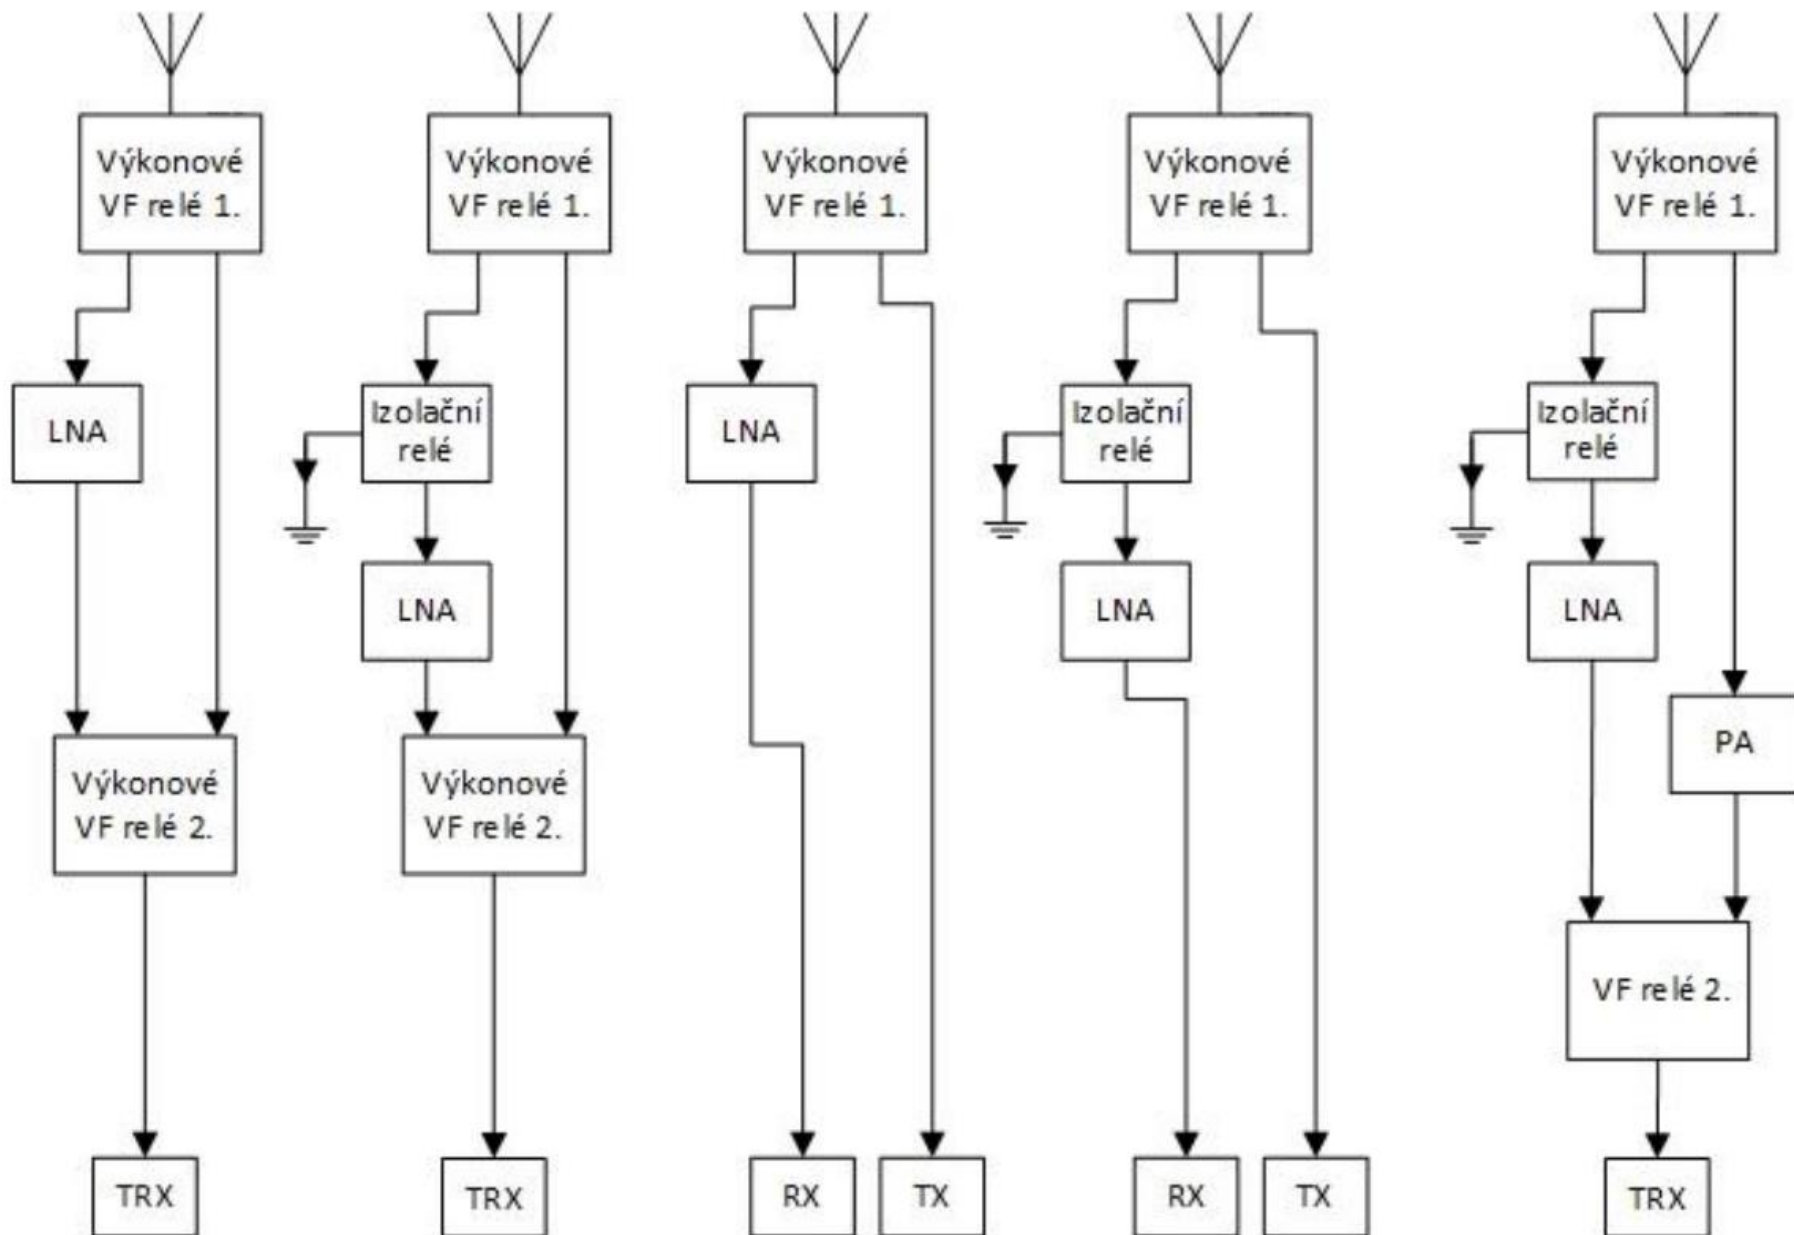 Výkonové
VF relé 1.
LNA
Výkonové
VF relé 2.
TRX
Výkonové
VF relé 1.
Izolační
relé
LNA
Výkonové
VF relé 2.
TRX
Výkonové
VF relé 1.
LNA
RX
TX
Výkonové
VF relé 1.
Izolační
relé
LNA
RX
TX
Výkonové
VF relé 1.
Izolační
relé
LNA
PA
VF relé 2.
TRX